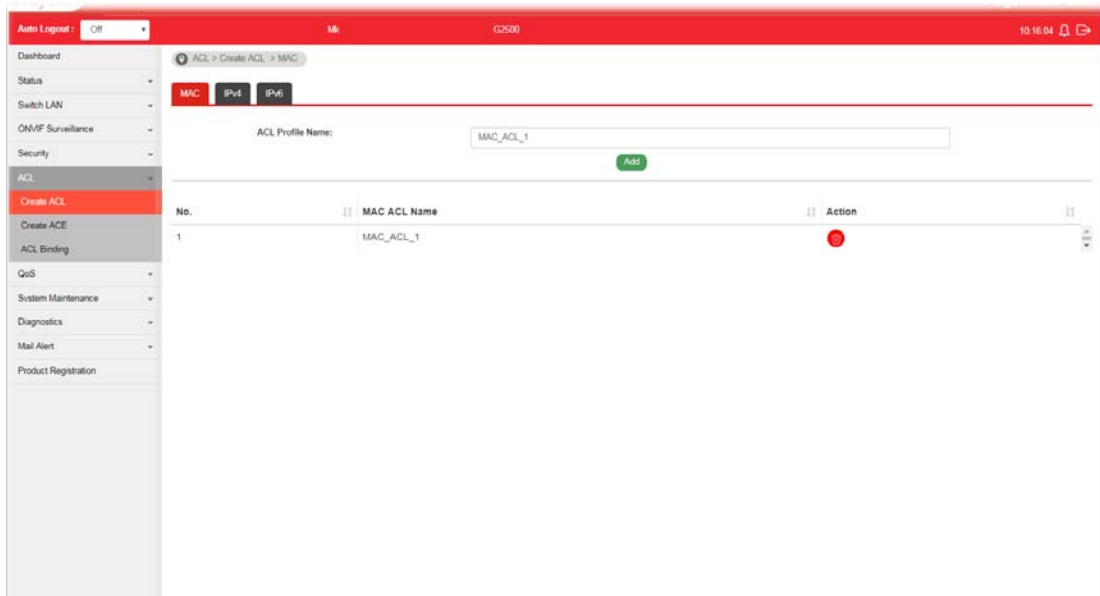 Auto Logout : Off
G2500
10:16:04
ACL > Create ACL > MAC
Dashboard
Status
Switch LAN
ONVIF Surveillance
Security
ACL
Create ACL
Create ACE
ACL Binding
QoS
System Maintenance
Diagnostics
Mail Alert
Product Registration
MAC IPv4 IPv6
ACL Profile Name: MAC_ACL_1
Add
No. MAC ACL Name Action
1 MAC_ACL_1